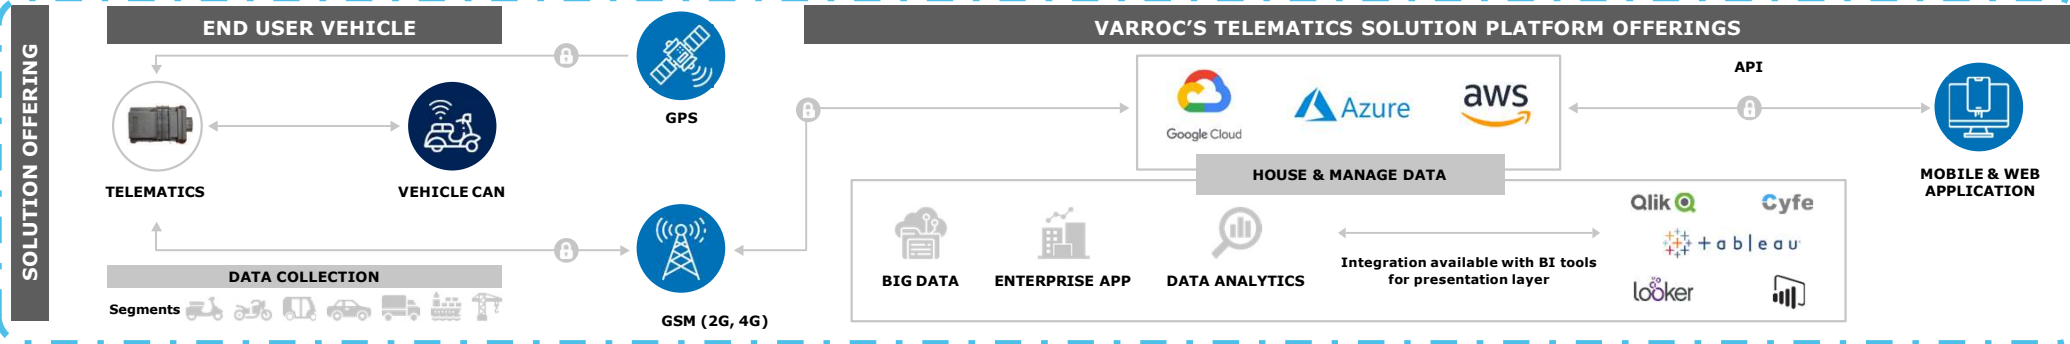 SOLUTION OFFERING
END USER VEHICLE
TELEMATICS
VEHICLE CAN
GPS
GSM (2G, 4G)
DATA COLLECTION
Segments
VARROC'S TELEMATICS SOLUTION PLATFORM OFFERINGS
Google Cloud
Azure
aws
HOUSE & MANAGE DATA
BIG DATA
ENTERPRISE APP
DATA ANALYTICS
Integration available with BI tools
for presentation layer
Qlik
Cyfe
tableau
looker
API
MOBILE & WEB
APPLICATION